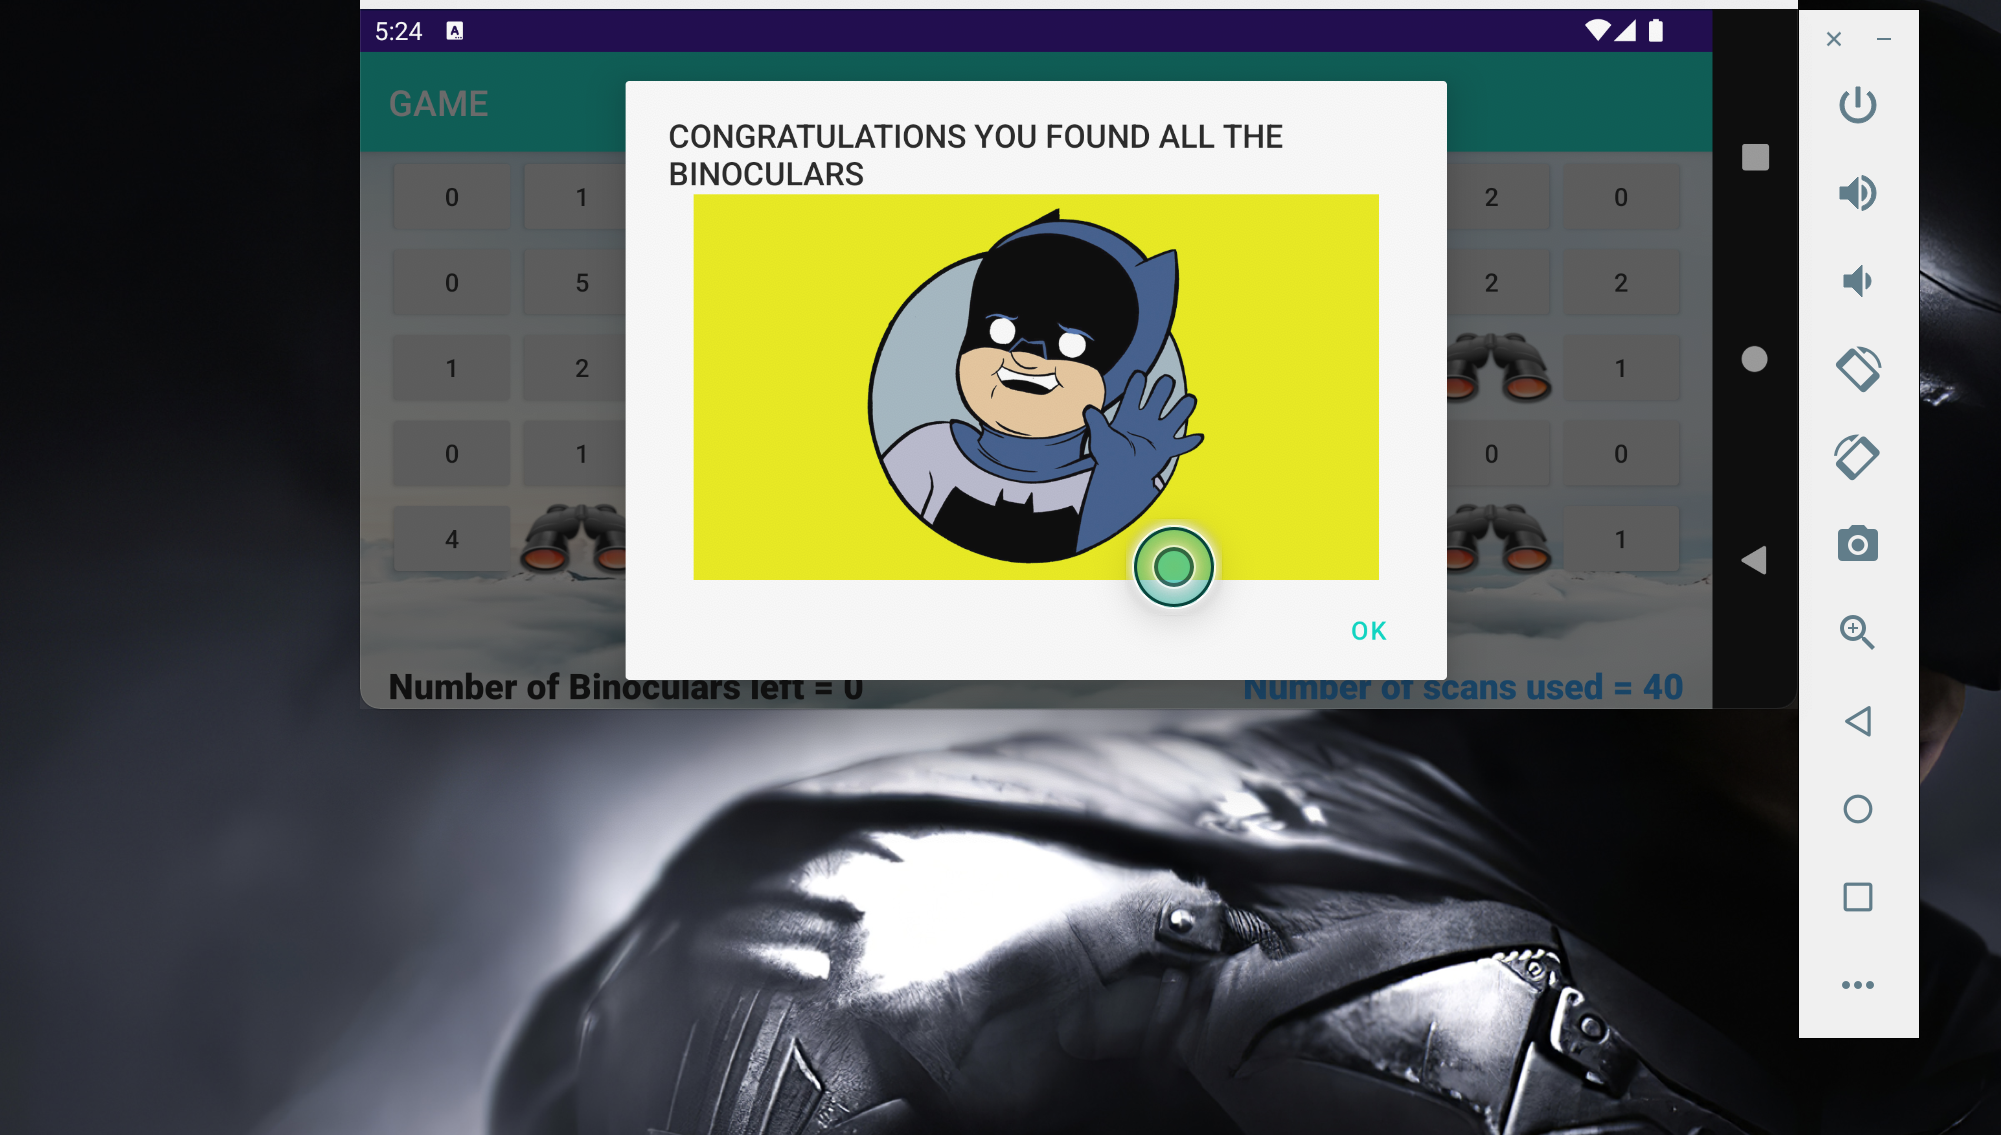 5:24 A
GAME
CONGRATULATIONS YOU FOUND ALL THE
BINOCULARS
0 1 2 0
0 5 2 2
1 2 1
0 1 0 0
4 1
OK
Number of Binoculars left = 0
Number of scans used = 40